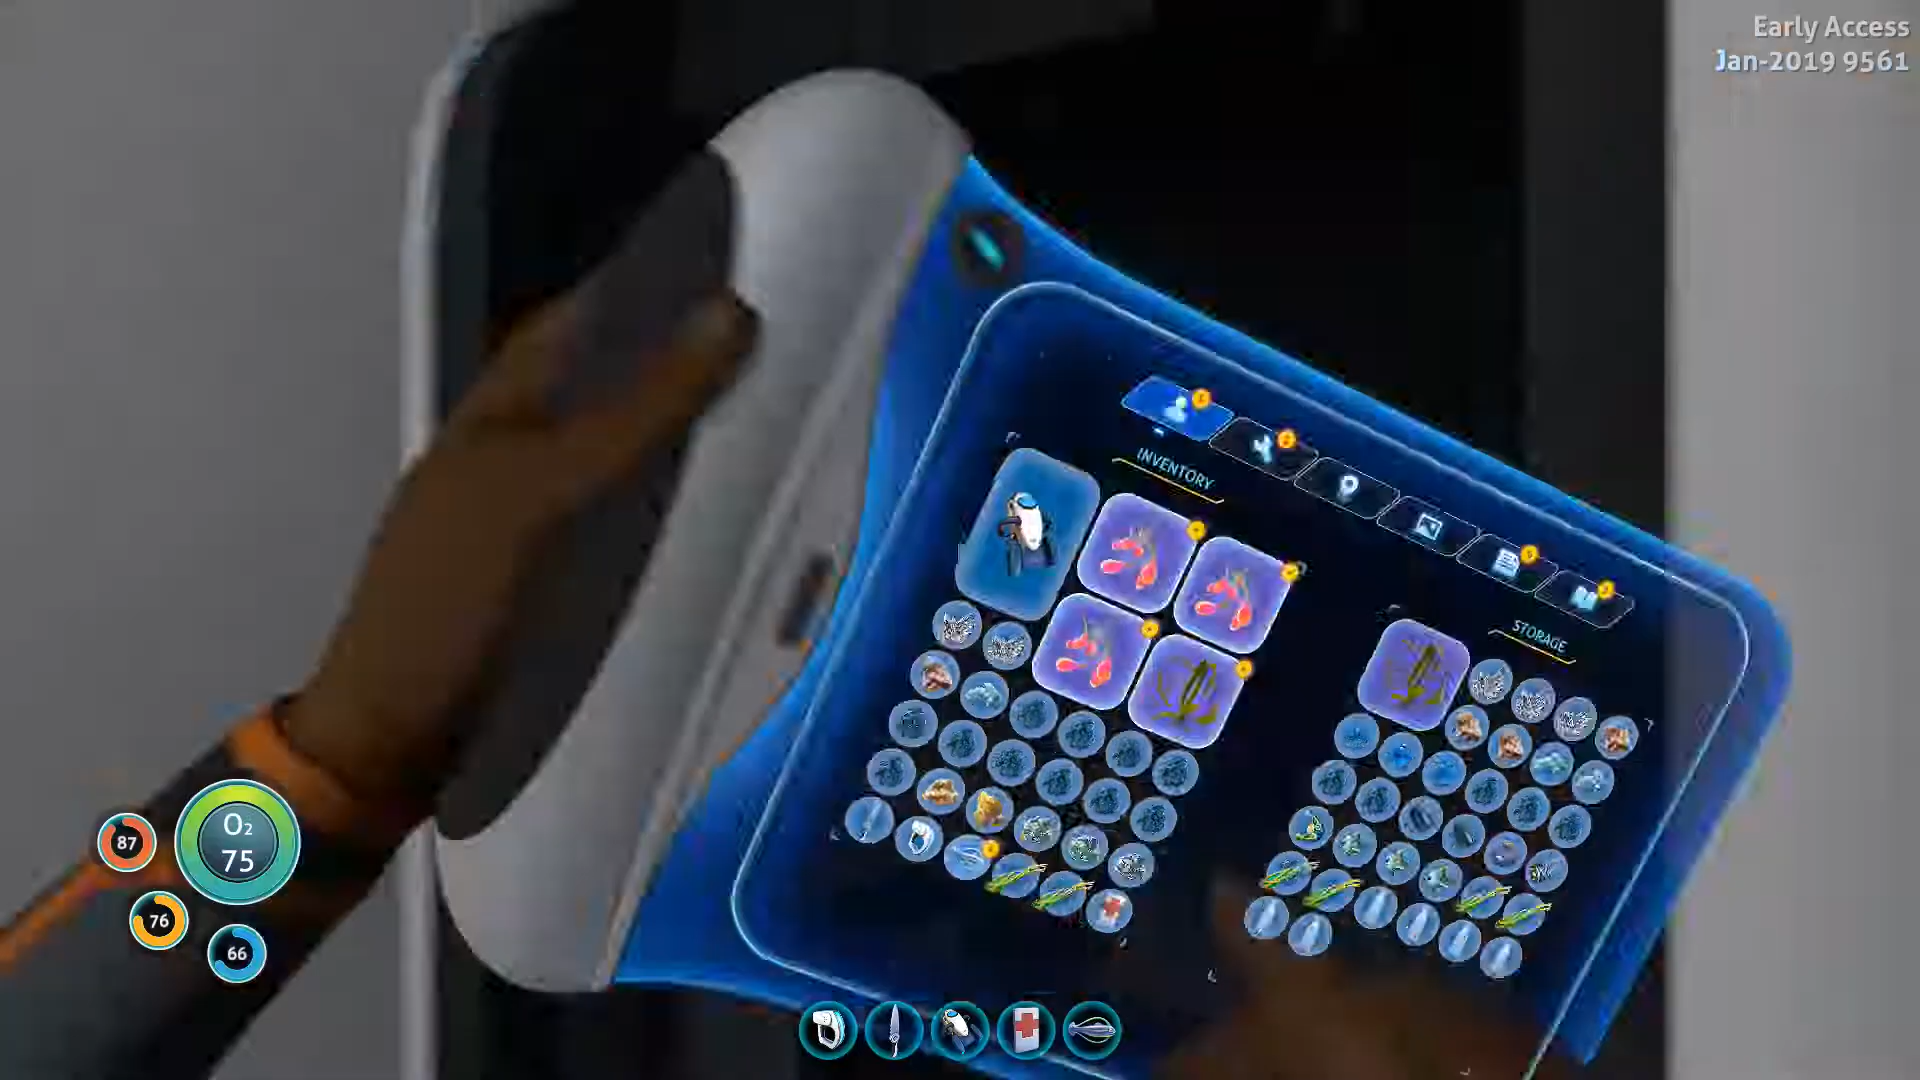 Early Access
Jan-2019 9561
INVENTORY
STORAGE
87
O₂
75
76
66